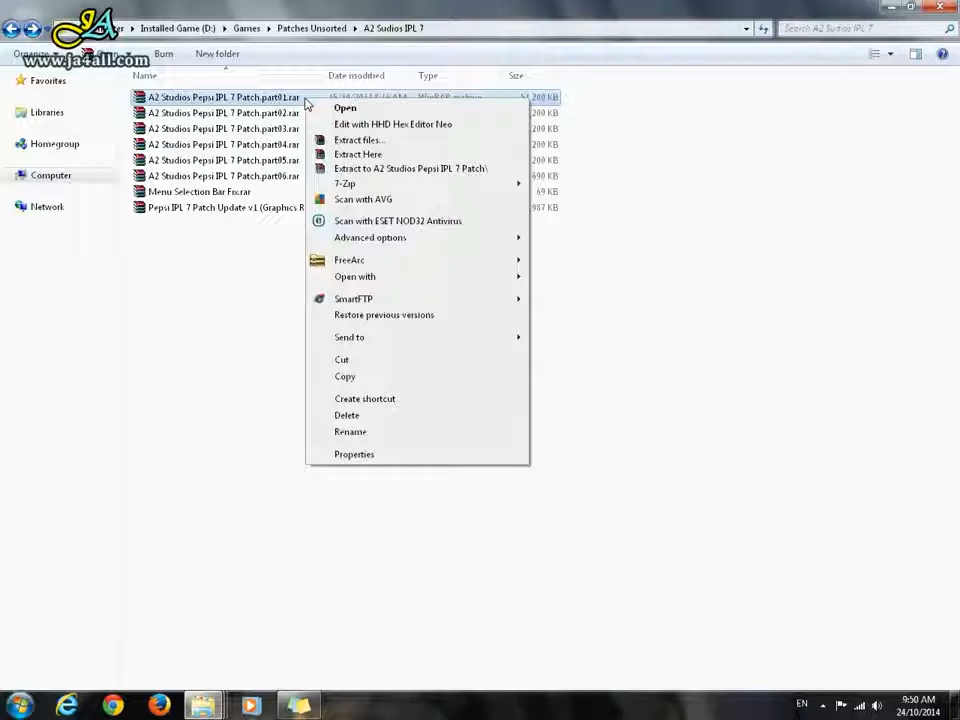 JA
www.ja4all.com
Installed Game (D:) ▸ Games ▸ Patches Unsorted ▸ A2 Sudios IPL 7
Search A2 Sudios IPL 7
Organize
Burn
New folder
Name
Date modified
Type
Size
Favorites
Libraries
Homegroup
Computer
Network
A2 Studios Pepsi IPL 7 Patch.part01.rar
200 KB
A2 Studios Pepsi IPL 7 Patch.part02.rar
200 KB
A2 Studios Pepsi IPL 7 Patch.part03.rar
200 KB
A2 Studios Pepsi IPL 7 Patch.part04.rar
200 KB
A2 Studios Pepsi IPL 7 Patch.part05.rar
200 KB
A2 Studios Pepsi IPL 7 Patch.part06.rar
690 KB
Menu Selection Bar Fix.rar
69 KB
Pepsi IPL 7 Patch Update v1 (Graphics R
987 KB
Open
Edit with HHD Hex Editor Neo
Extract files...
Extract Here
Extract to A2 Studios Pepsi IPL 7 Patch\
7-Zip
Scan with AVG
Scan with ESET NOD32 Antivirus
Advanced options
FreeArc
Open with
SmartFTP
Restore previous versions
Send to
Cut
Copy
Create shortcut
Delete
Rename
Properties
EN
9:50 AM
24/10/2014